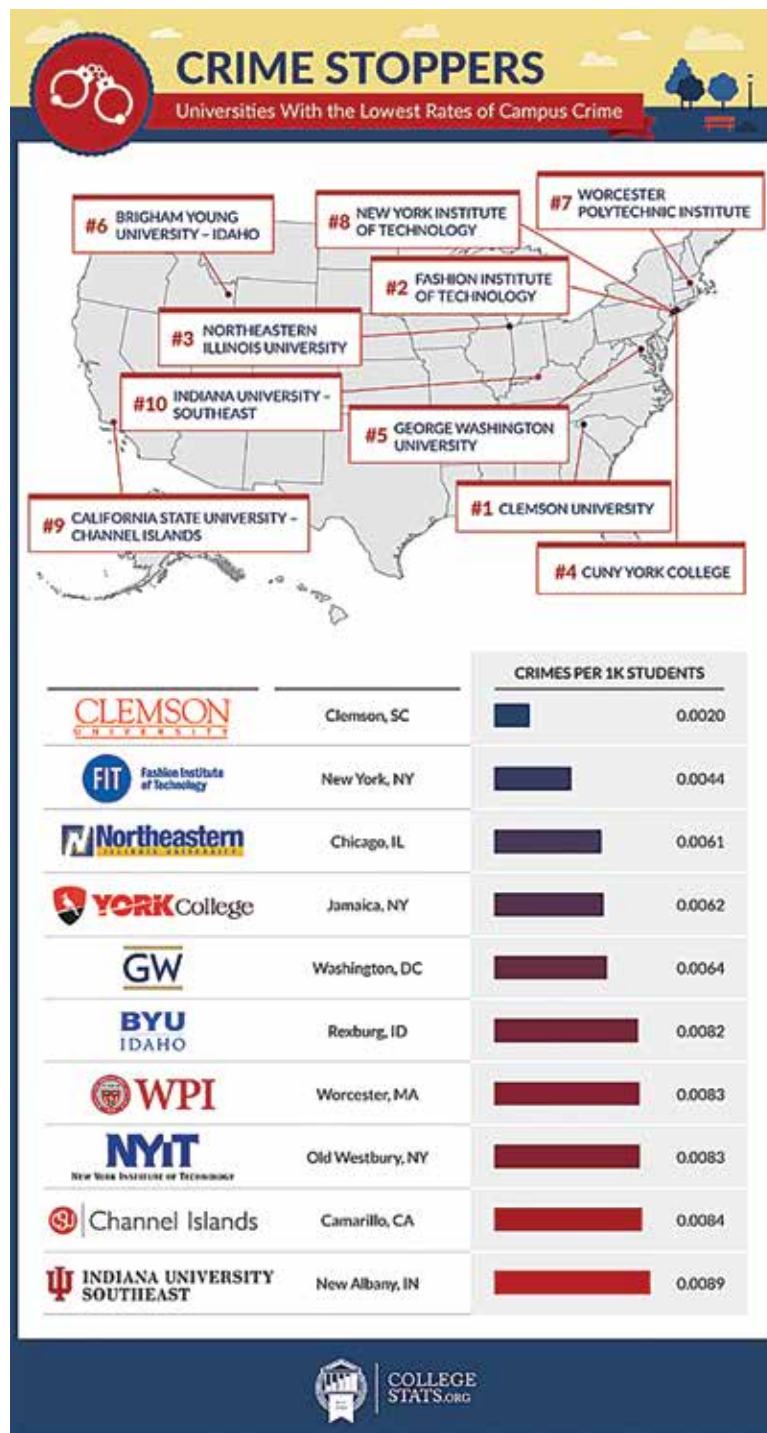 CRIME STOPPERS
Universities With the Lowest Rates of Campus Crime
#6 BRIGHAM YOUNG
UNIVERSITY – IDAHO
#8 NEW YORK INSTITUTE
OF TECHNOLOGY
#7 WORCESTER
POLYTECHNIC INSTITUTE
#2 FASHION INSTITUTE
OF TECHNOLOGY
#3 NORTHEASTERN
ILLINOIS UNIVERSITY
#10 INDIANA UNIVERSITY –
SOUTHEAST
#5 GEORGE WASHINGTON
UNIVERSITY
#9 CALIFORNIA STATE UNIVERSITY –
CHANNEL ISLANDS
#1 CLEMSON UNIVERSITY
#4 CUNY YORK COLLEGE
CRIMES PER 1K STUDENTS
CLEMSON
UNIVERSITY
Clemson, SC
0.0020
FIT
Fashion Institute
of Technology
New York, NY
0.0044
N Northeastern
ILLINOIS UNIVERSITY
Chicago, IL
0.0061
YORK College
Jamaica, NY
0.0062
GW
Washington, DC
0.0064
BYU
IDAHO
Rexburg, ID
0.0082
WPI
Worcester, MA
0.0083
NYiT
NEW YORK INSTITUTE OF TECHNOLOGY
Old Westbury, NY
0.0083
CSU Channel Islands
Camarillo, CA
0.0084
INDIANA UNIVERSITY
SOUTHEAST
New Albany, IN
0.0089
COLLEGE
STATS.ORG